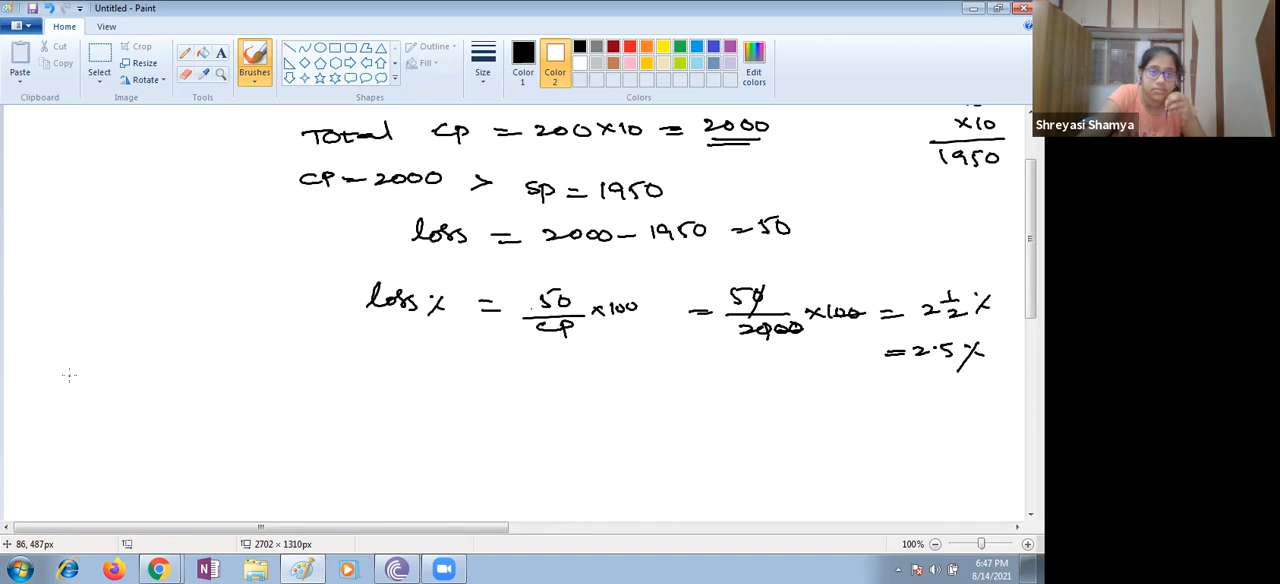 Untitled - Paint
Home View
Paste
Cut
Copy
Clipboard
Select
Crop
Resize
Rotate
Image
Tools
Brushes
Shapes
Outline
Fill
Size
Color 1
Color 2
Edit colors
Colors
Shreyasi Shamya
×10
1950
TOTAL CP = 200×10 = 2000
CP = 2000 > SP = 1950
loss = 2000 - 1950 = 50
loss % = 50/CP ×100 = 50/2000 ×100 = 2 1/2 %
= 2.5 %
86, 487px
2702 × 1310px
100%
6:47 PM
8/14/2021